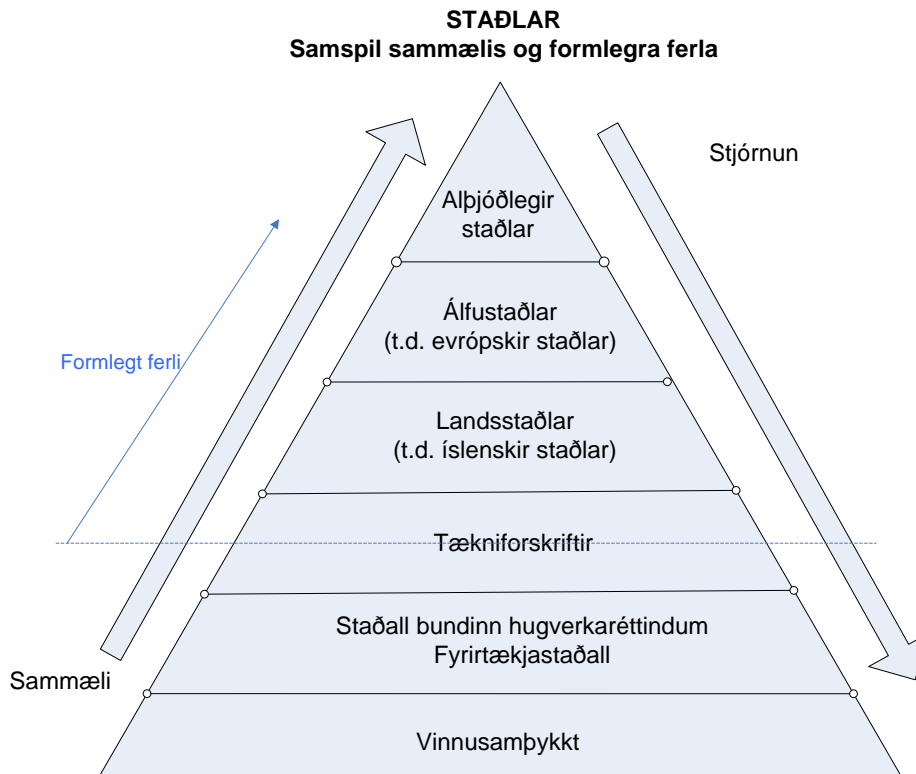 STAÐLAR
Samspil sammælis og formlegra ferla
Stjórnun
Alþjóðlegir
staðlar
Álfustaðlar
(t.d. evrópskir staðlar)
Formlegt ferli
Landsstaðlar
(t.d. íslenskir staðlar)
Tækniforskriftir
Staðall bundinn hugverkaréttindum
Fyrirtækjastaðall
Sammæli
Vinnusamþykkt